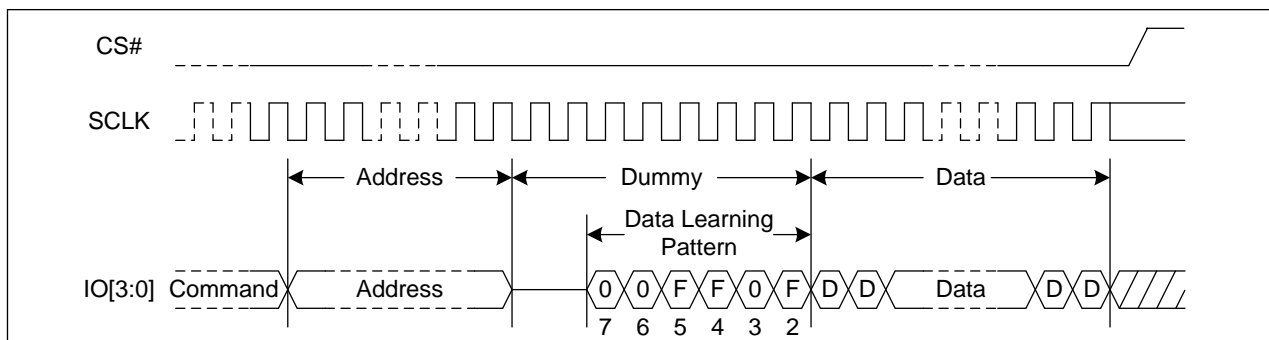 CS#
SCLK
Address Dummy Data
Data Learning
Pattern
IO[3:0] Command Address 0 0 F F 0 F D D Data D D
7 6 5 4 3 2